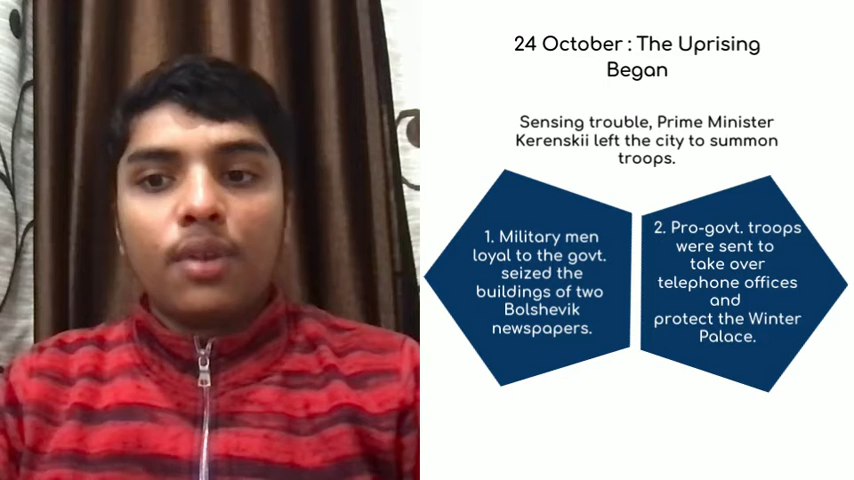 24 October : The Uprising
Began
Sensing trouble, Prime Minister
Kerenskii left the city to summon
troops.
1. Military men
loyal to the govt.
seized the
buildings of two
Bolshevik
newspapers.
2. Pro-govt. troops
were sent to
take over
telephone offices
and
protect the Winter
Palace.